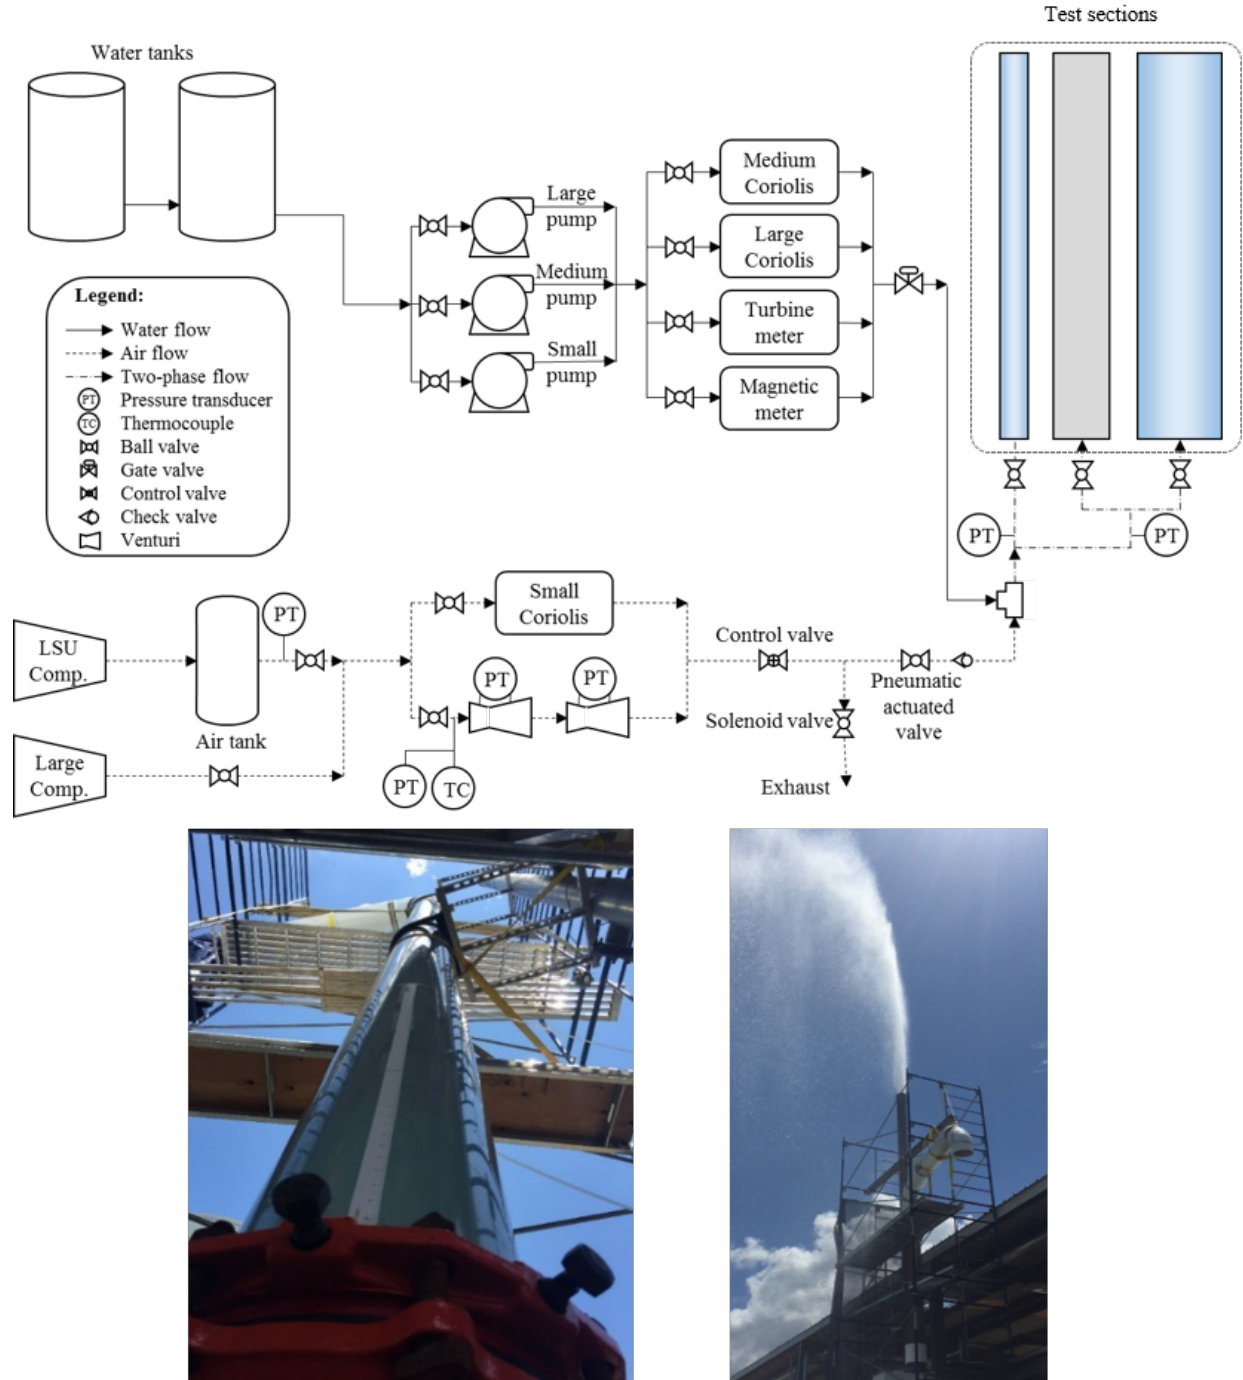 Test sections
Water tanks
Large
pump
Medium
pump
Small
pump
Medium
Coriolis
Large
Coriolis
Turbine
meter
Magnetic
meter
Legend:
Water flow
Air flow
Two-phase flow
PT Pressure transducer
TC Thermocouple
Ball valve
Gate valve
Control valve
Check valve
Venturi
PT
PT
LSU
Comp.
Large
Comp.
Air tank
PT
Small
Coriolis
PT
PT
PT
TC
Control valve
Solenoid valve
Exhaust
Pneumatic
actuated
valve